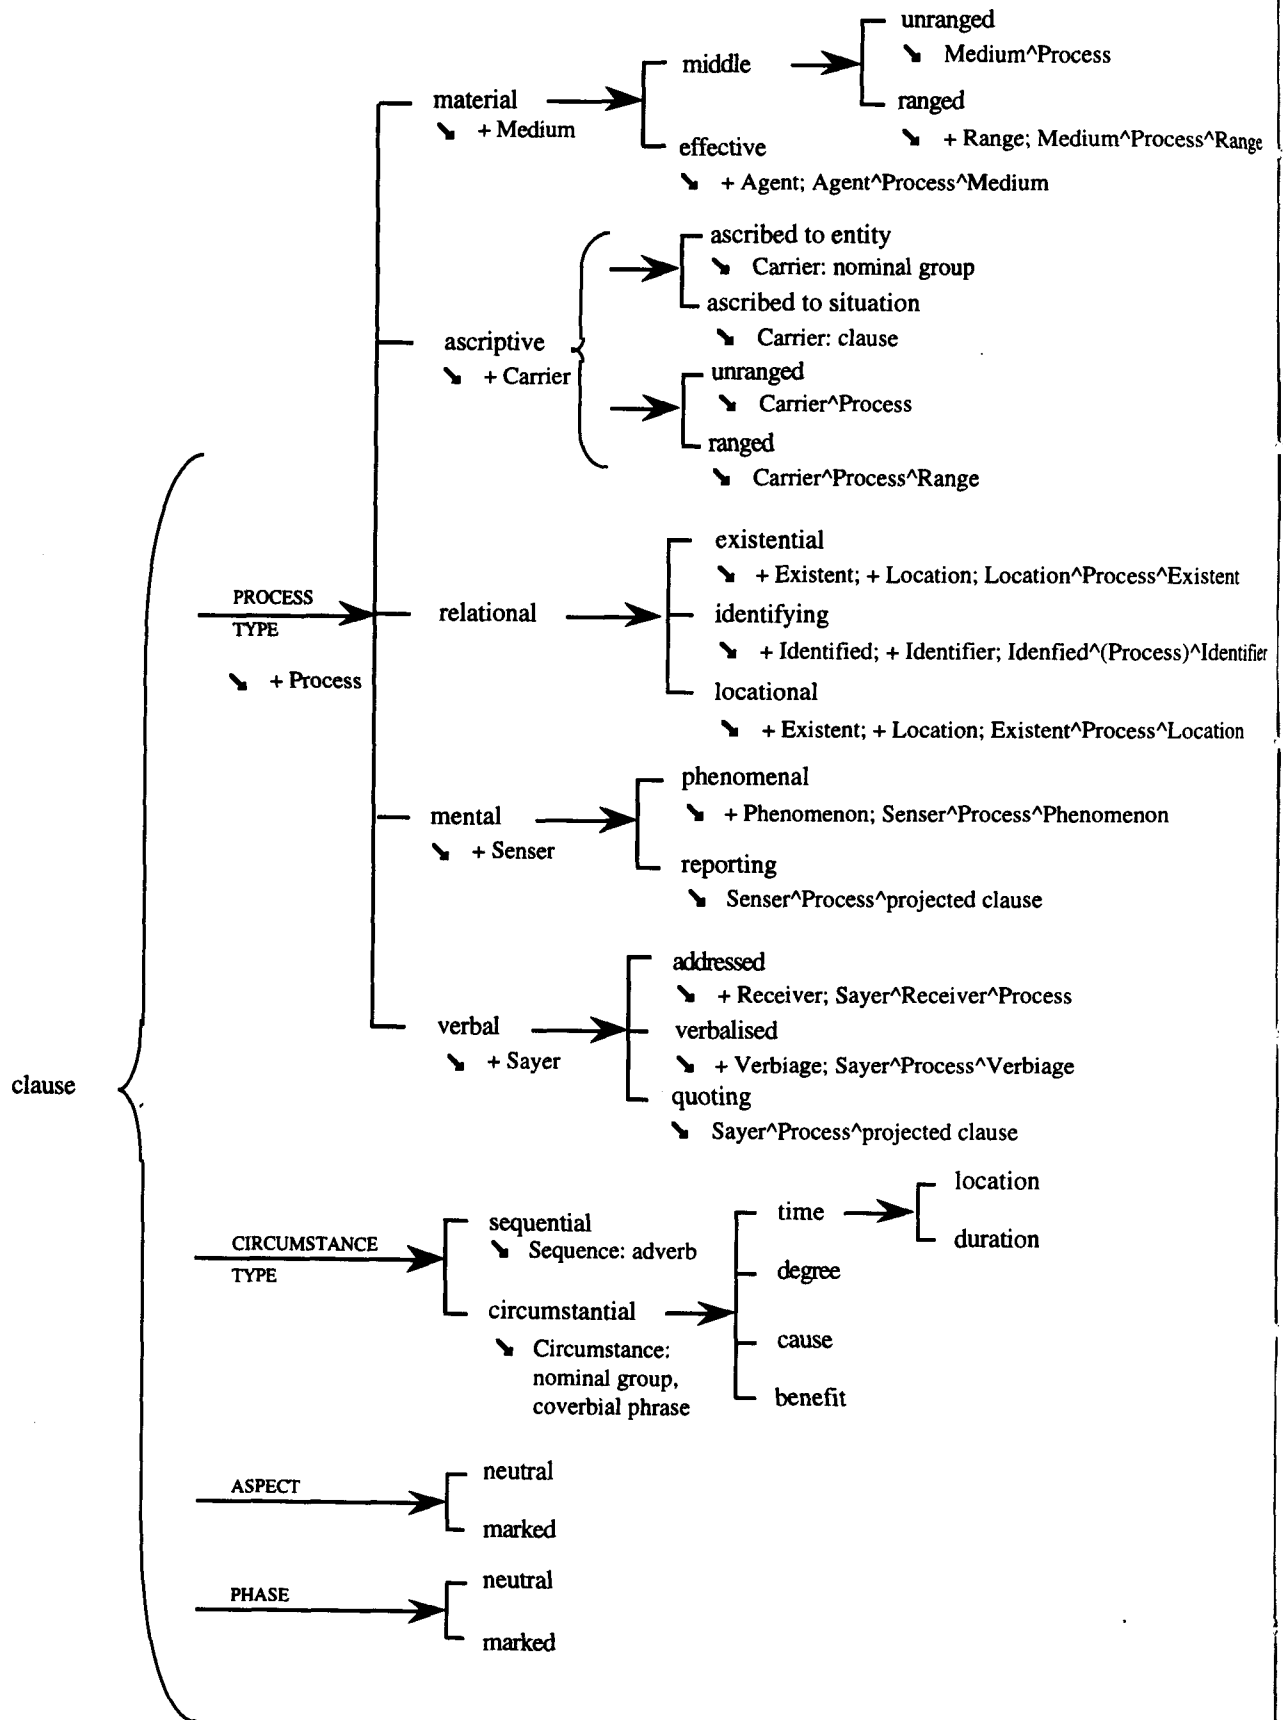 unranged
↘ Medium^Process
middle
ranged
↘ + Range; Medium^Process^Range
material
↘ + Medium
effective
↘ + Agent; Agent^Process^Medium
ascribed to entity
↘ Carrier: nominal group
ascribed to situation
↘ Carrier: clause
ascriptive
↘ + Carrier
unranged
↘ Carrier^Process
ranged
↘ Carrier^Process^Range
existential
↘ + Existent; + Location; Location^Process^Existent
PROCESS
TYPE
↘ + Process
relational
identifying
↘ + Identified; + Identifier; Idenfied^(Process)^Identifier
locational
↘ + Existent; + Location; Existent^Process^Location
phenomenal
↘ + Phenomenon; Senser^Process^Phenomenon
mental
↘ + Senser
reporting
↘ Senser^Process^projected clause
addressed
↘ + Receiver; Sayer^Receiver^Process
verbal
↘ + Sayer
verbalised
↘ + Verbiage; Sayer^Process^Verbiage
quoting
↘ Sayer^Process^projected clause
clause
CIRCUMSTANCE
TYPE
sequential
↘ Sequence: adverb
circumstantial
↘ Circumstance:
nominal group,
coverbial phrase
time
location
duration
degree
cause
benefit
ASPECT
neutral
marked
PHASE
neutral
marked